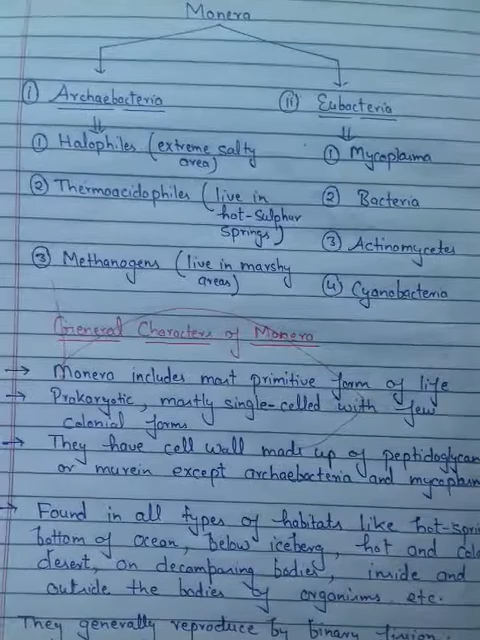 Monera
(i) Archaebacteria
(ii) Eubacteria
① Halophiles (extreme salty
area)
① Mycoplasma
② Thermoacidophiles (live in
hot-sulphur
springs)
② Bacteria
③ Actinomycetes
③ Methanogens (live in marshy
areas)
④ Cyanobacteria
General Characters of Monera
→ Monera includes most primitive form of life
→ Prokaryotic, mostly single-celled with few
colonial forms
→ They have cell wall made up of peptidoglycan
or murein except archaebacteria and mycoplasm
→ Found in all types of habitats like hot-spri
bottom of ocean, below iceberg, hot and col
desert, on decomposing bodies, inside and
outside the bodies of organisms etc.
They generally reproduce by binary fission